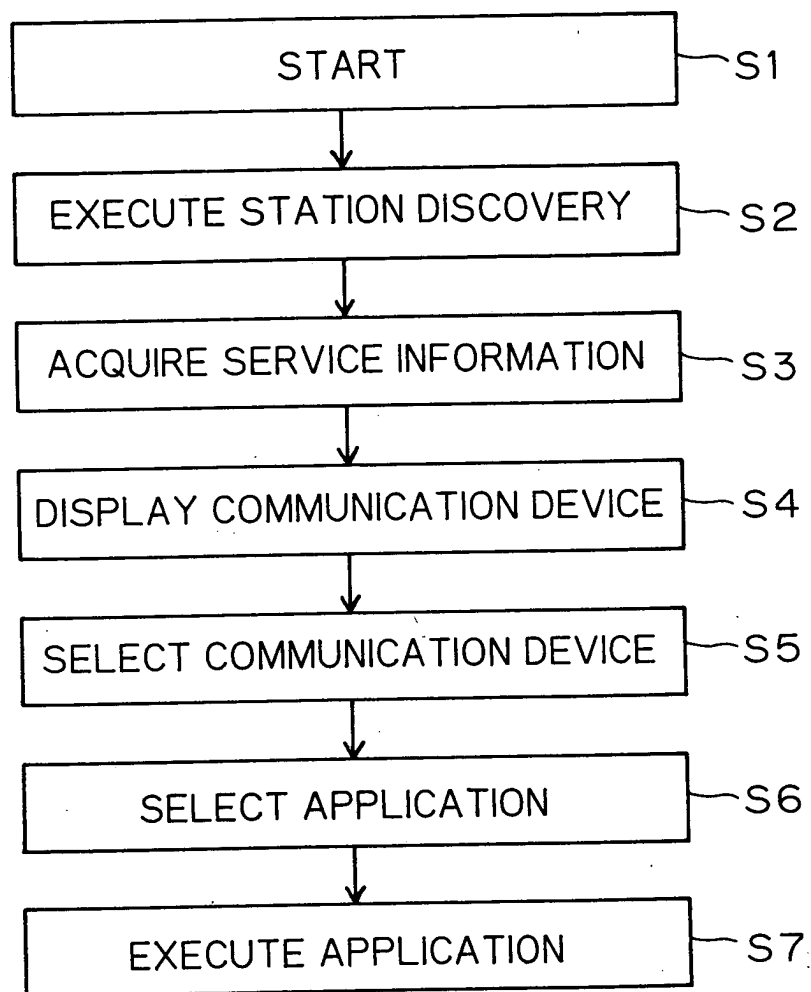 START S1
EXECUTE STATION DISCOVERY S2
ACQUIRE SERVICE INFORMATION S3
DISPLAY COMMUNICATION DEVICE S4
SELECT COMMUNICATION DEVICE S5
SELECT APPLICATION S6
EXECUTE APPLICATION S7